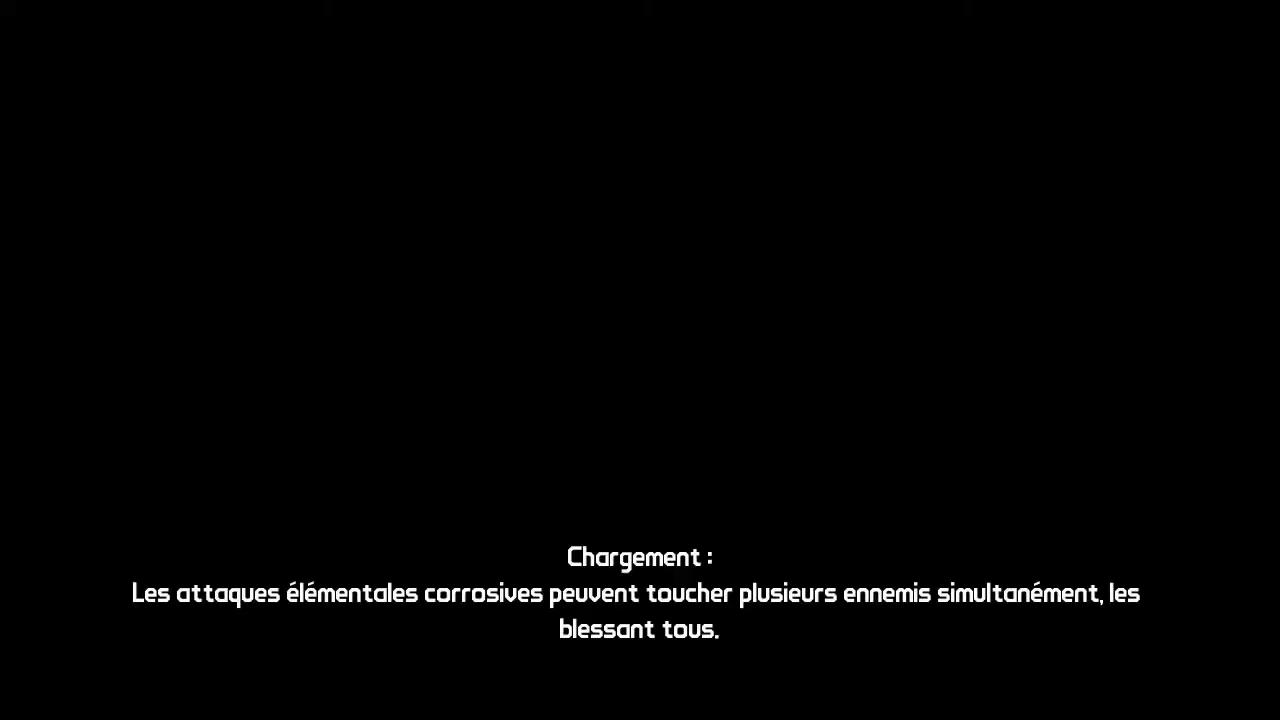 Chargement :
Les attaques élémentales corrosives peuvent toucher plusieurs ennemis simultanément, les
blessant tous.